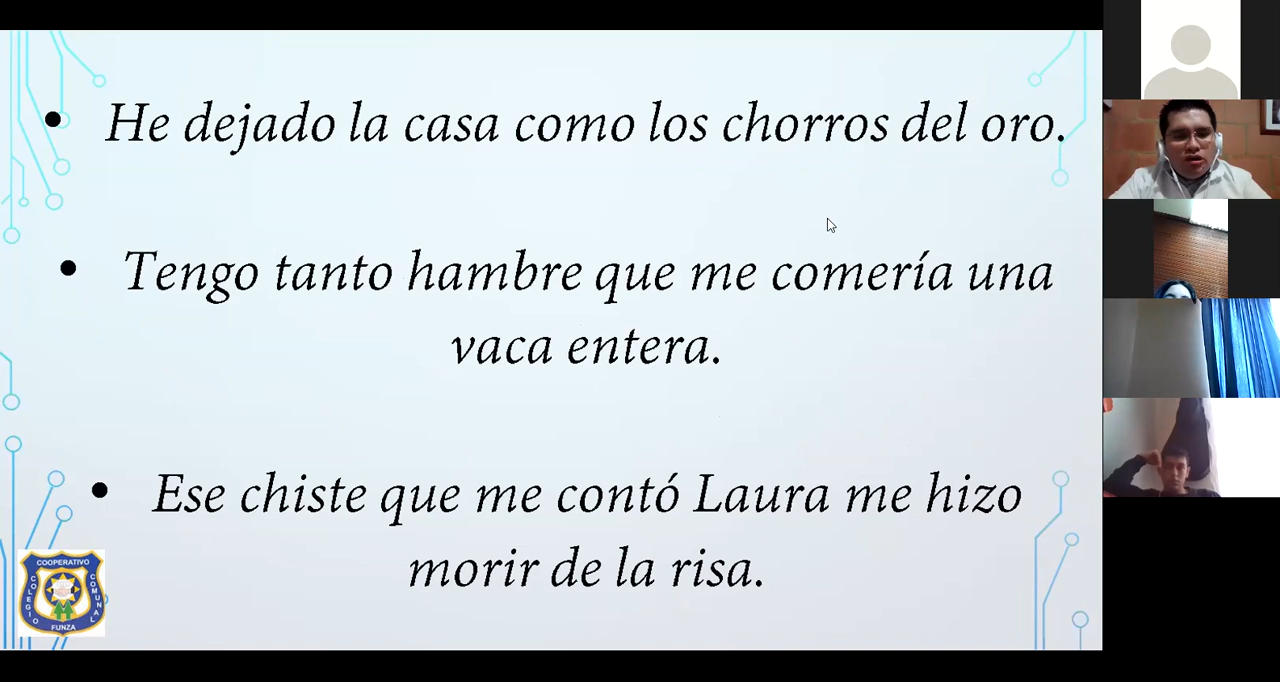 He dejado la casa como los chorros del oro.
Tengo tanto hambre que me comería una
vaca entera.
Ese chiste que me contó Laura me hizo
morir de la risa.
COOPERATIVO
COLEGIO
COMUNAL
FUNZA